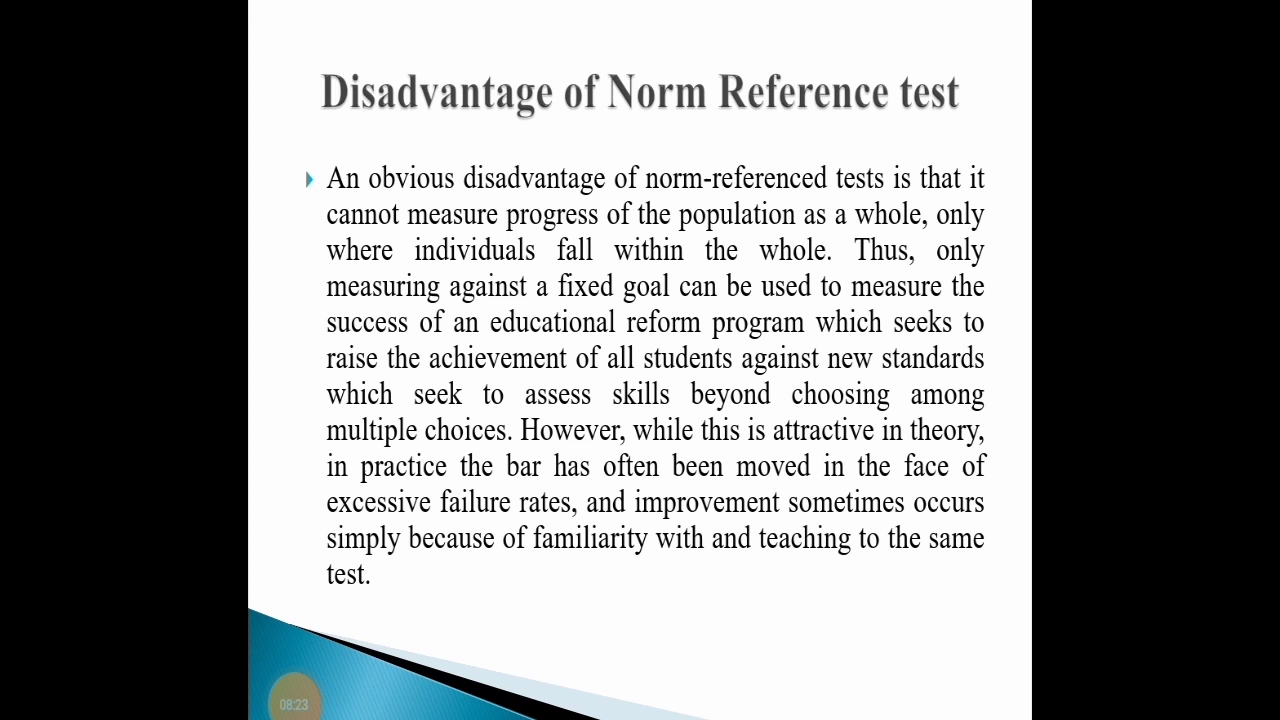 Disadvantage of Norm Reference test
An obvious disadvantage of norm-referenced tests is that it
cannot measure progress of the population as a whole, only
where individuals fall within the whole. Thus, only
measuring against a fixed goal can be used to measure the
success of an educational reform program which seeks to
raise the achievement of all students against new standards
which seek to assess skills beyond choosing among
multiple choices. However, while this is attractive in theory,
in practice the bar has often been moved in the face of
excessive failure rates, and improvement sometimes occurs
simply because of familiarity with and teaching to the same
test.
08:23